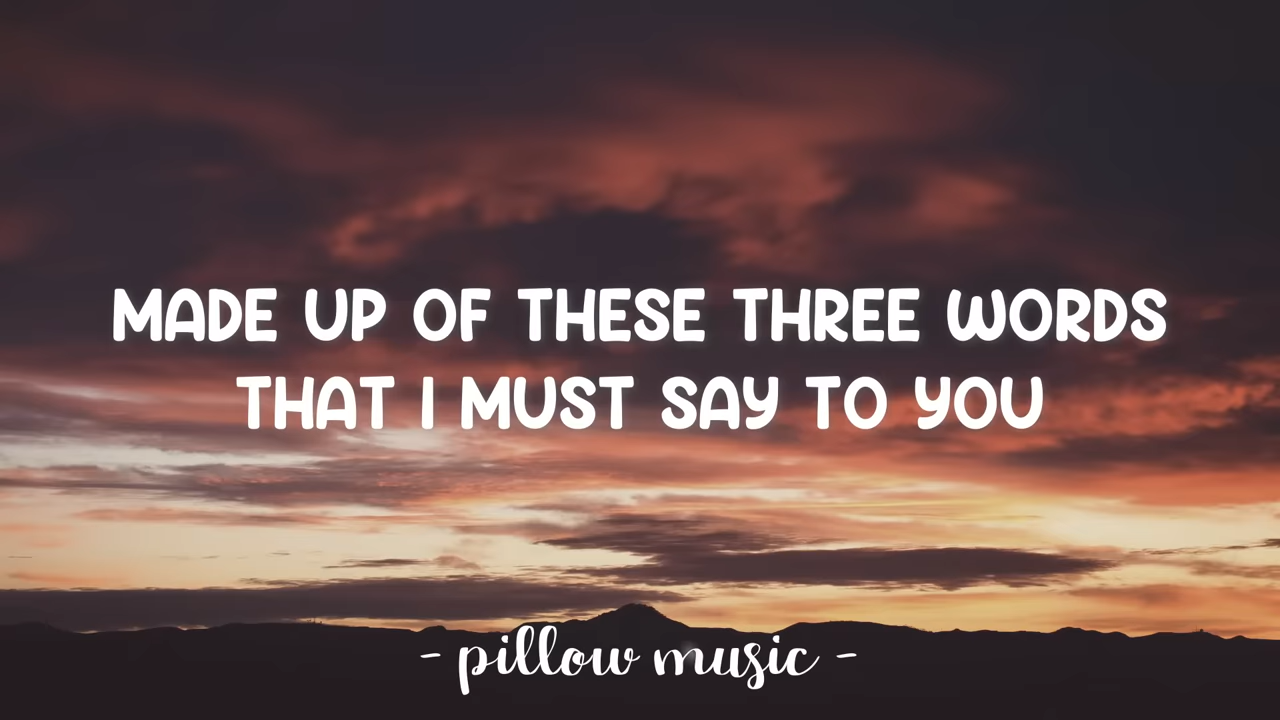 MADE UP OF THESE THREE WORDS
THAT I MUST SAY TO YOU
- pillow music -